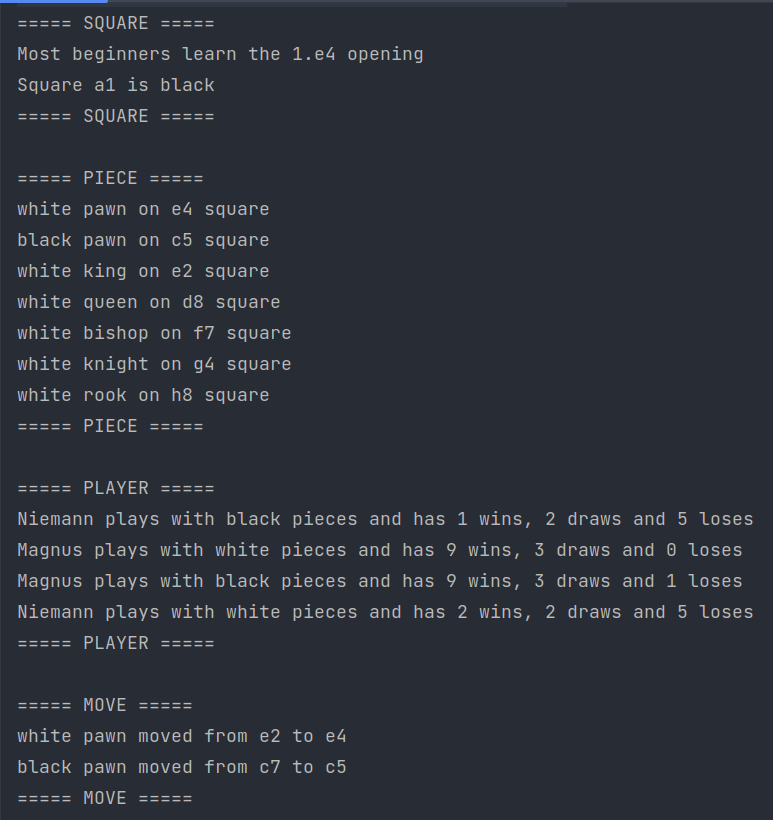 ===== SQUARE =====
Most beginners learn the 1.e4 opening
Square a1 is black
===== SQUARE =====
===== PIECE =====
white pawn on e4 square
black pawn on c5 square
white king on e2 square
white queen on d8 square
white bishop on f7 square
white knight on g4 square
white rook on h8 square
===== PIECE =====
===== PLAYER =====
Niemann plays with black pieces and has 1 wins, 2 draws and 5 loses
Magnus plays with white pieces and has 9 wins, 3 draws and 0 loses
Magnus plays with black pieces and has 9 wins, 3 draws and 1 loses
Niemann plays with white pieces and has 2 wins, 2 draws and 5 loses
===== PLAYER =====
===== MOVE =====
white pawn moved from e2 to e4
black pawn moved from c7 to c5
===== MOVE =====